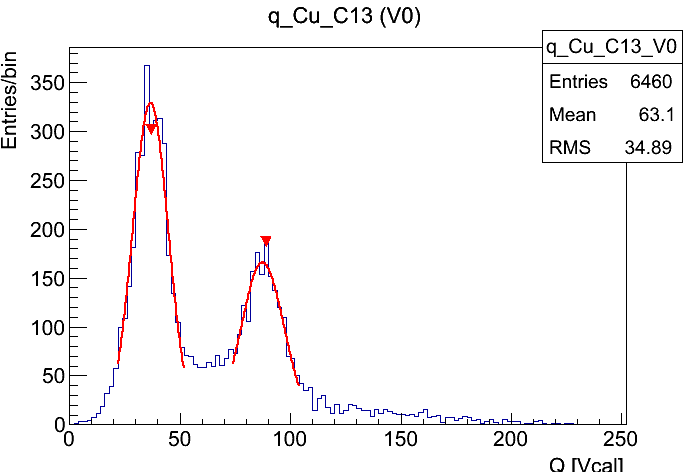 q_Cu_C13 (V0)
q_Cu_C13_V0
Entries 6460
Mean 63.1
RMS 34.89
Entries/bin
350
300
250
200
150
100
50
0
0 50 100 150 200 250
Q [Vcal]